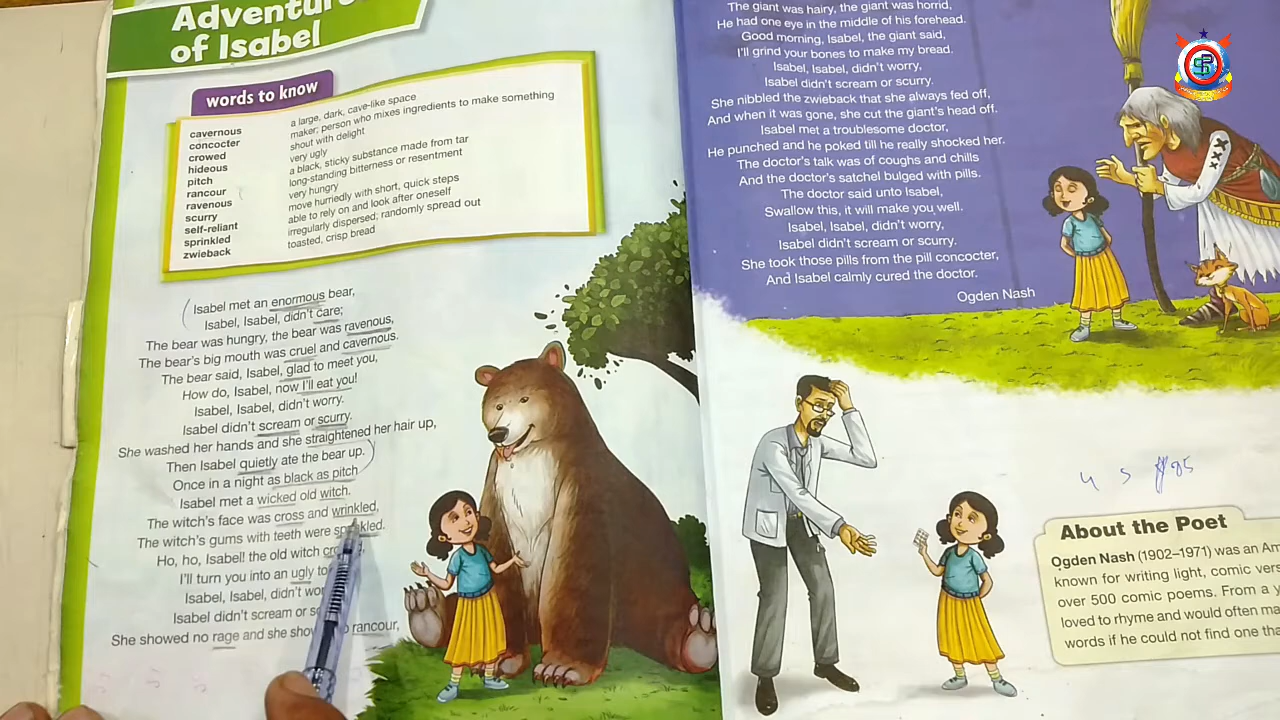 Adventur
of Isabel
words to know
cavernous a large, dark, cave-like space
concocter maker; person who mixes ingredients to make something
crowed shout with delight
hideous very ugly
pitch a black, sticky substance made from tar
rancour long-standing bitterness or resentment
ravenous very hungry
scurry move hurriedly with short, quick steps
self-reliant able to rely on and look after oneself
sprinkled irregularly dispersed; randomly spread out
zwieback toasted, crisp bread
Isabel met an enormous bear,
Isabel, Isabel, didn't care;
The bear was hungry, the bear was ravenous,
The bear's big mouth was cruel and cavernous.
The bear said, Isabel, glad to meet you,
How do, Isabel, now I'll eat you!
Isabel, Isabel, didn't worry.
Isabel didn't scream or scurry.
She washed her hands and she straightened her hair up,
Then Isabel quietly ate the bear up.
Once in a night as black as pitch
Isabel met a wicked old witch.
The witch's face was cross and wrinkled,
The witch's gums with teeth were sprinkled.
Ho, ho, Isabel! the old witch
I'll turn you into an ugly
Isabel, Isabel, didn't
Isabel didn't scream or
She showed no rage and she rancour,
The giant was hairy, the giant was horrid,
He had one eye in the middle of his forehead.
Good morning, Isabel, the giant said,
I'll grind your bones to make my bread.
Isabel, Isabel, didn't worry,
Isabel didn't scream or scurry.
She nibbled the zwieback that she always fed off,
And when it was gone, she cut the giant's head off.
Isabel met a troublesome doctor,
He punched and he poked till he really shocked her.
The doctor's talk was of coughs and chills
And the doctor's satchel bulged with pills.
The doctor said unto Isabel,
Swallow this, it will make you well.
Isabel, Isabel, didn't worry,
Isabel didn't scream or scurry.
She took those pills from the pill concocter,
And Isabel calmly cured the doctor.
Ogden Nash
About the Poet
Ogden Nash (1902–1971) was an Am
known for writing light, comic vers
over 500 comic poems. From a y
loved to rhyme and would often ma
words if he could not find one tha